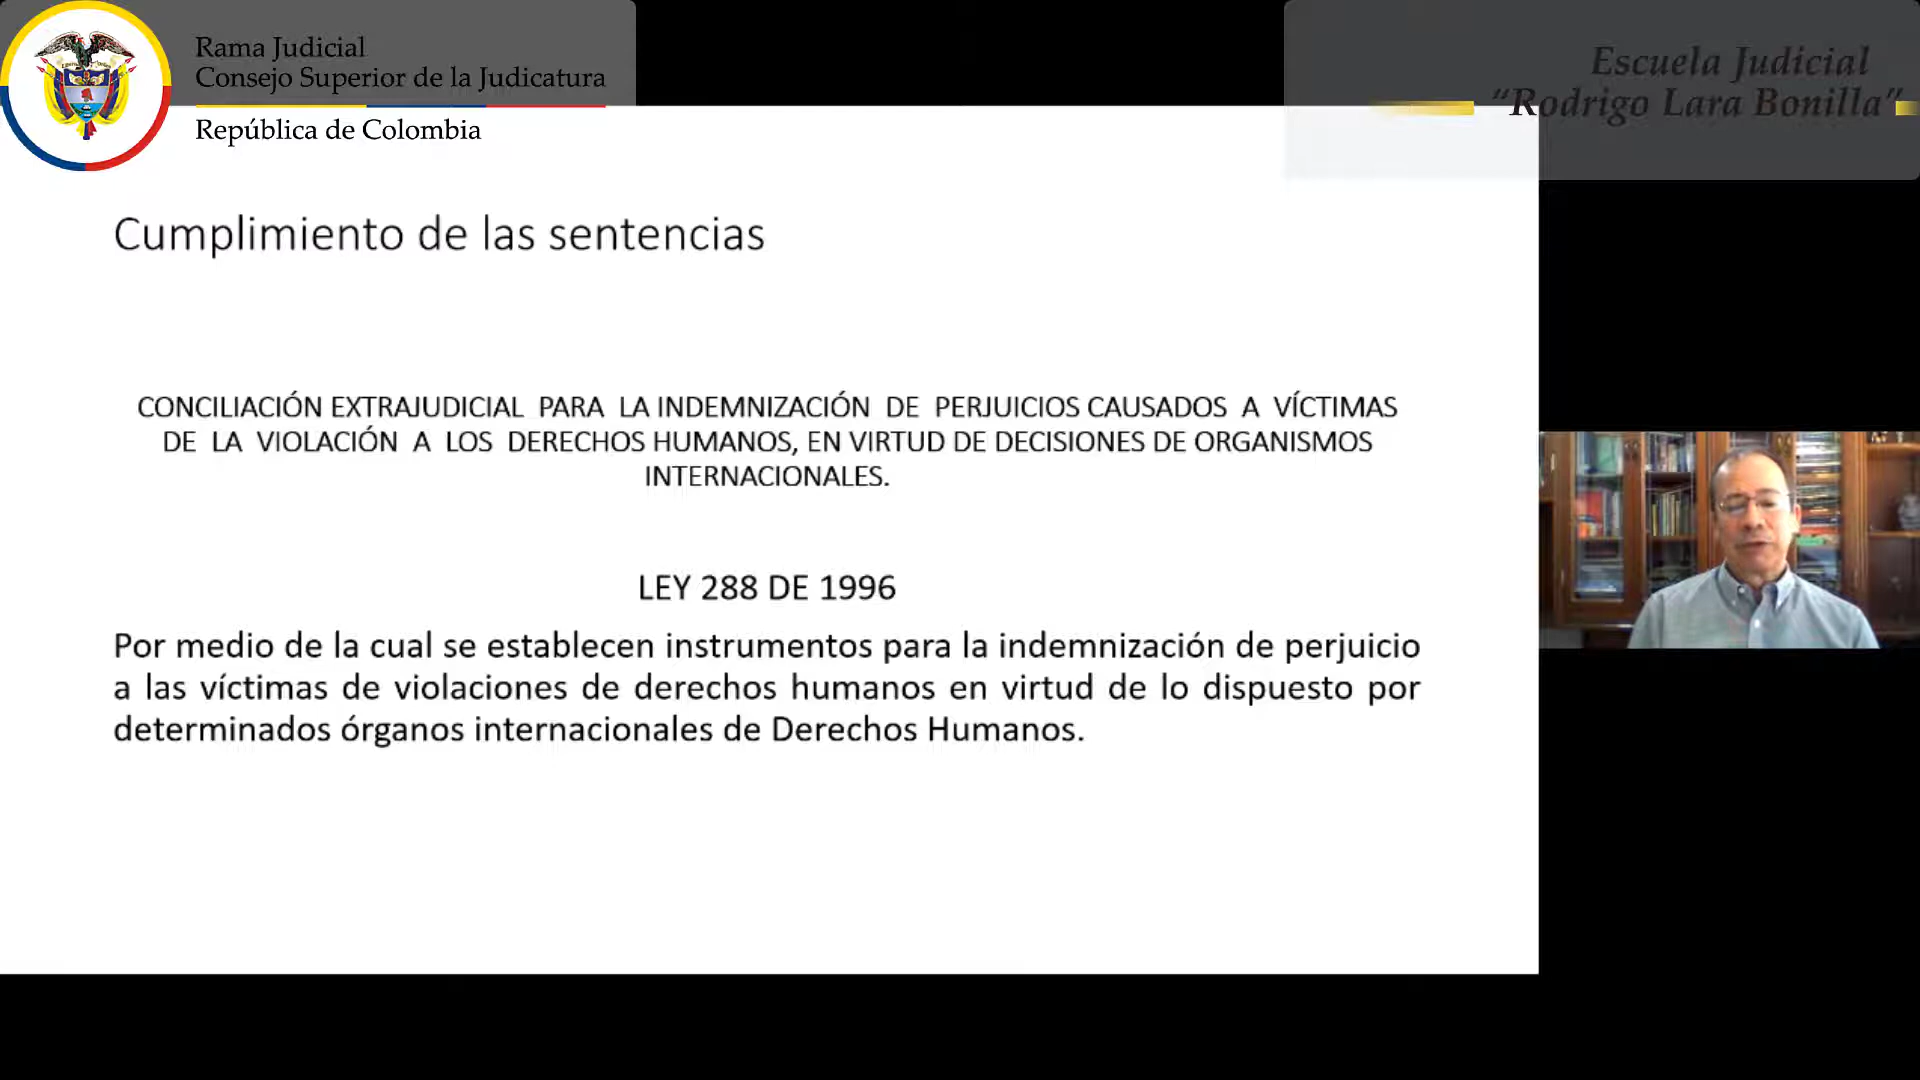 Rama Judicial
Consejo Superior de la Judicatura
República de Colombia
Escuela Judicial
“Rodrigo Lara Bonilla”
Cumplimiento de las sentencias
CONCILIACIÓN EXTRAJUDICIAL PARA LA INDEMNIZACIÓN DE PERJUICIOS CAUSADOS A VÍCTIMAS
DE LA VIOLACIÓN A LOS DERECHOS HUMANOS, EN VIRTUD DE DECISIONES DE ORGANISMOS
INTERNACIONALES.
LEY 288 DE 1996
Por medio de la cual se establecen instrumentos para la indemnización de perjuicio
a las víctimas de violaciones de derechos humanos en virtud de lo dispuesto por
determinados órganos internacionales de Derechos Humanos.